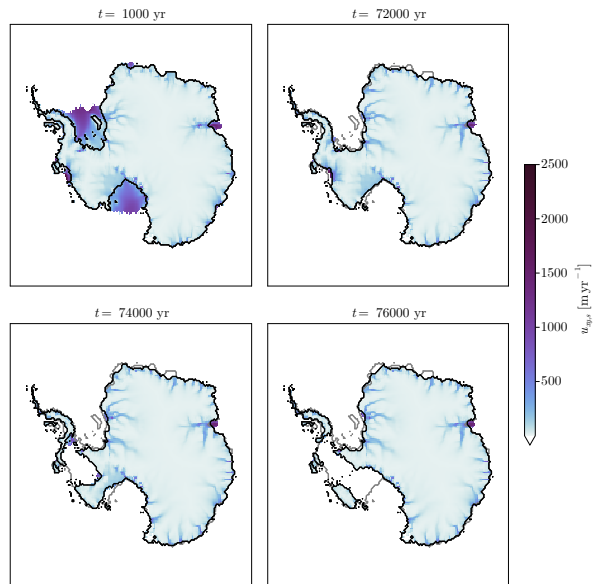 t = 1000 yr
t = 72000 yr
2500
2000
1500
1000
500
u_{xy,s} [m yr^{-1}]
t = 74000 yr
t = 76000 yr